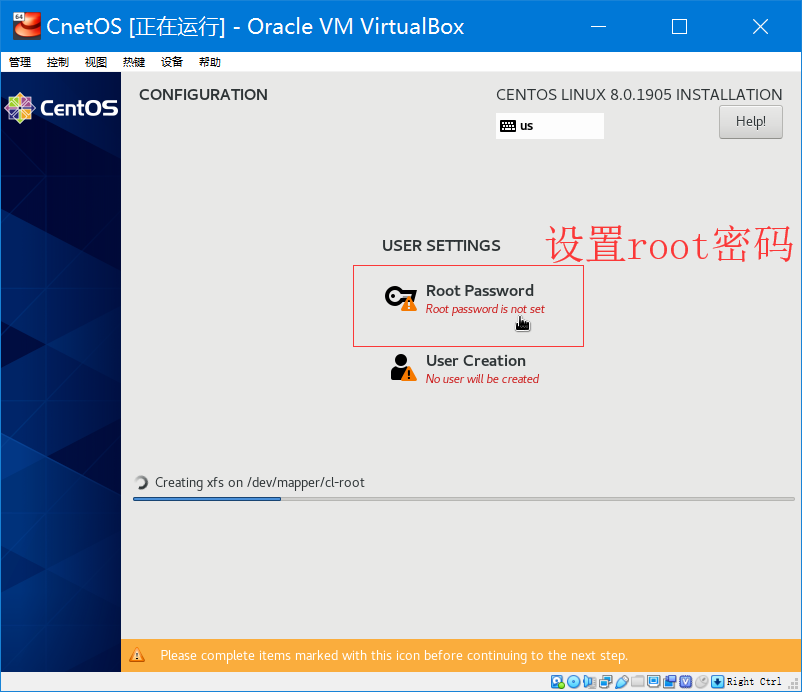 64
CnetOS [正在运行] - Oracle VM VirtualBox
管理 控制 视图 热键 设备 帮助
CentOS
CONFIGURATION
CENTOS LINUX 8.0.1905 INSTALLATION
us
Help!
USER SETTINGS
设置root密码
Root Password
Root password is not set
User Creation
No user will be created
Creating xfs on /dev/mapper/cl-root
Please complete items marked with this icon before continuing to the next step.
Right Ctrl